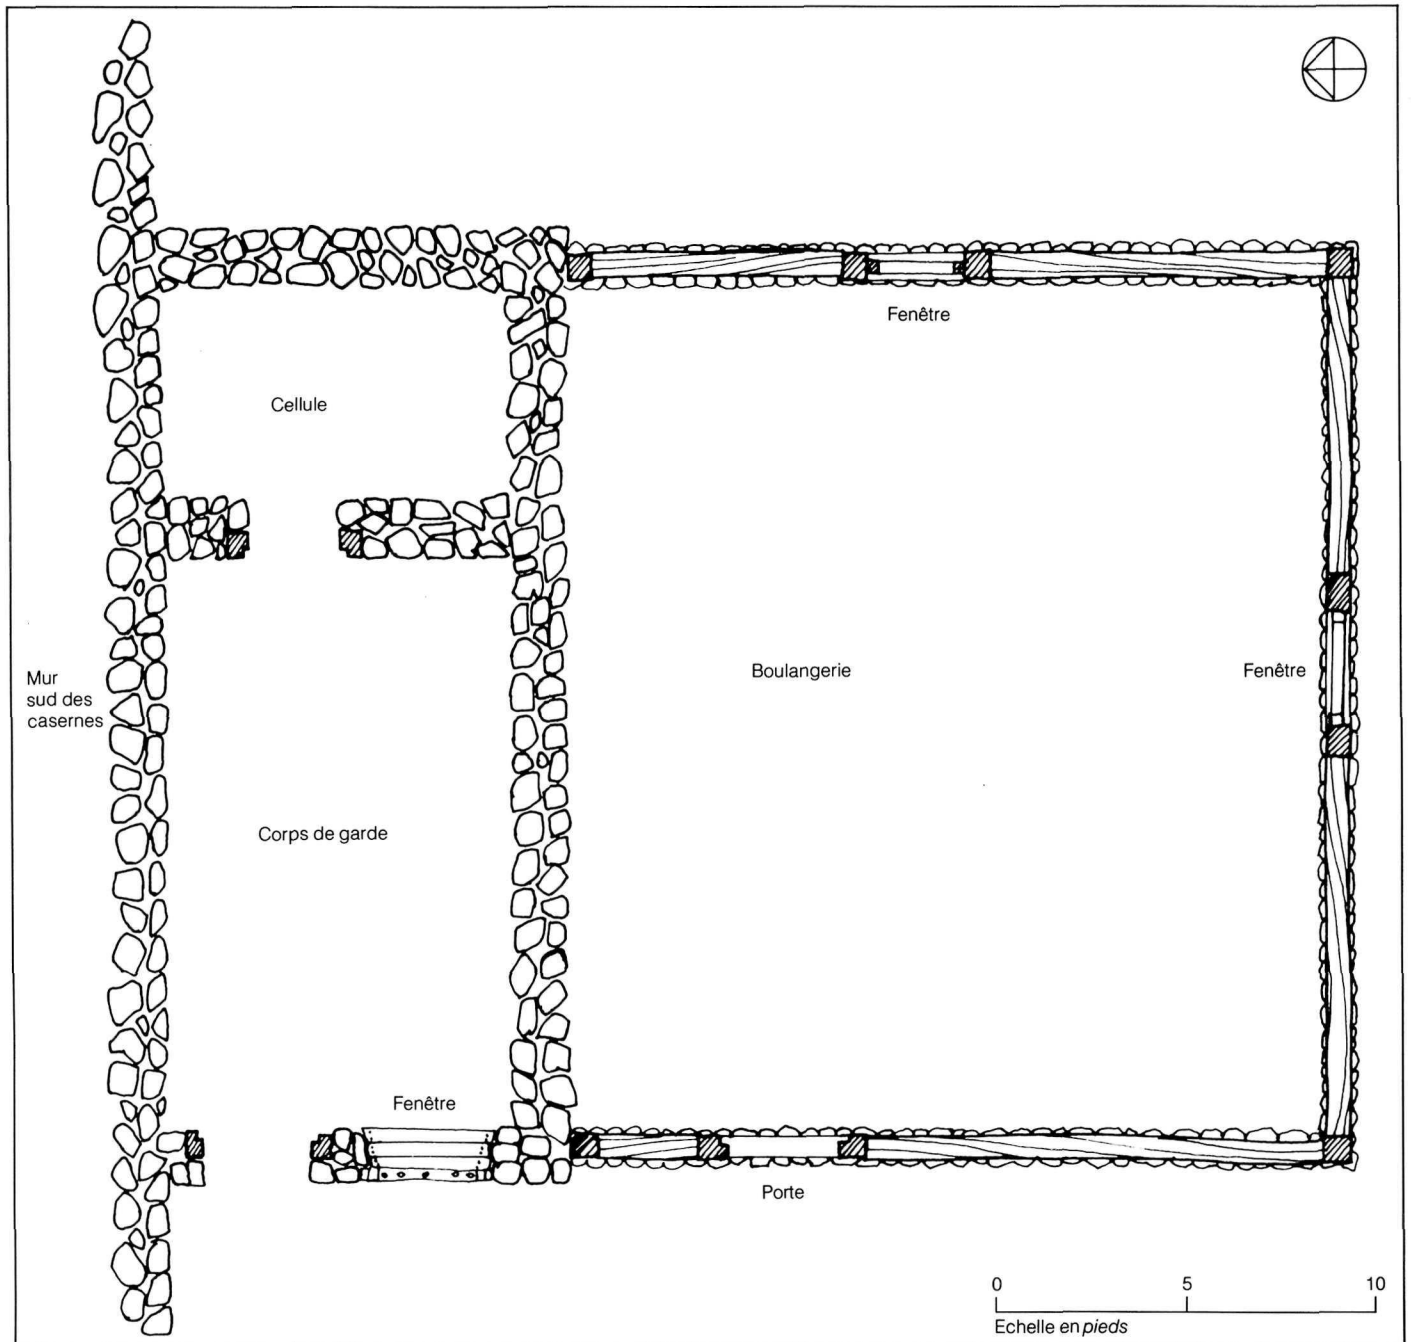 Fenêtre
Cellule
Mur
sud des
casernes
Boulangerie
Fenêtre
Corps de garde
Fenêtre
Porte
0 5 10
Echelle en pieds